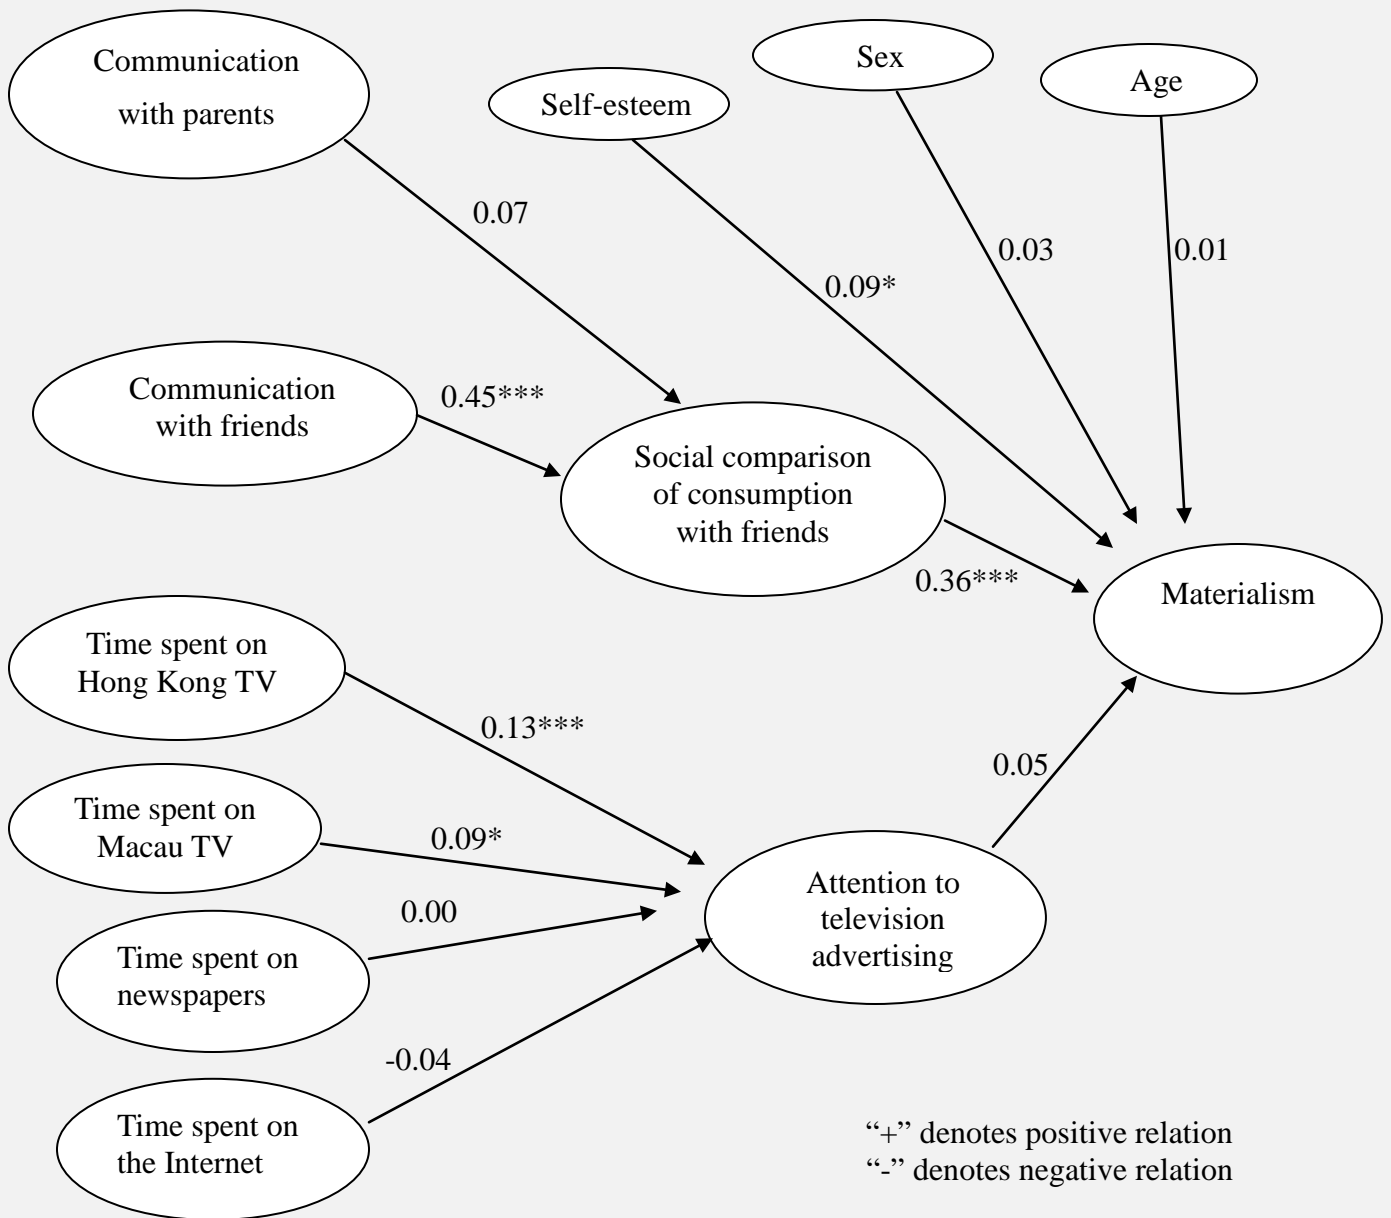 Communication
with parents
Self-esteem
Sex
Age
0.07
0.09*
0.03
0.01
Communication
with friends
0.45***
Social comparison
of consumption
with friends
0.36***
Materialism
Time spent on
Hong Kong TV
0.13***
Time spent on
Macau TV
0.09*
0.05
Time spent on
newspapers
0.00
Attention to
television
advertising
Time spent on
the Internet
-0.04
“+” denotes positive relation
“-” denotes negative relation